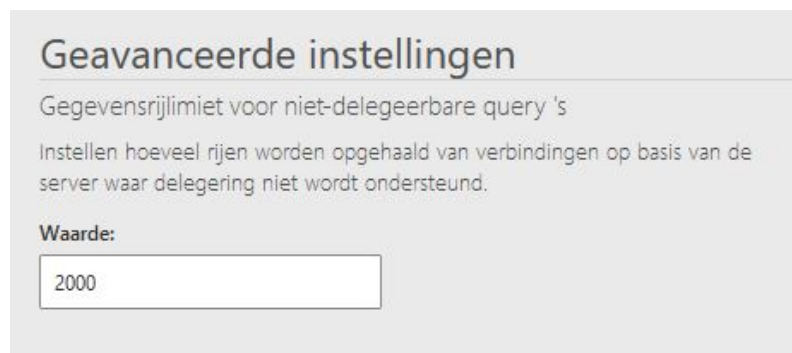 Geavanceerde instellingen
Gegevensrijlimiet voor niet-delegeerbare query 's
Instellen hoeveel rijen worden opgehaald van verbindingen op basis van de
server waar delegering niet wordt ondersteund.
Waarde:
2000